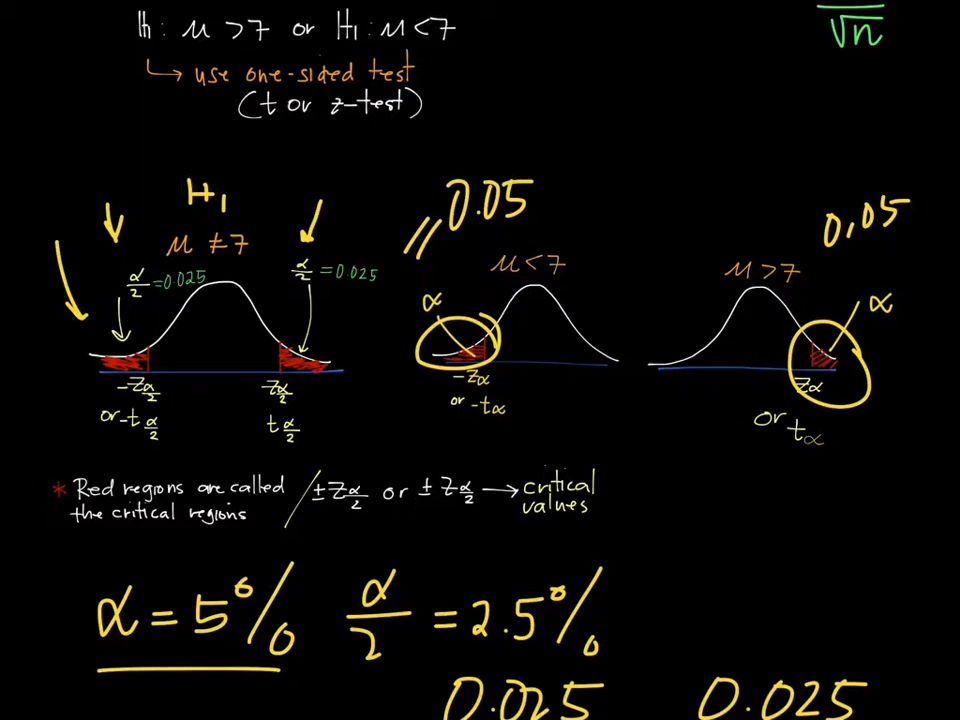 H₁: μ > 7 or H₁: μ < 7
√n
↳ use one-sided test
(t or z-test)
H₁
μ ≠ 7
α/2 = 0.025
α/2 = 0.025
-Zα/2
Zα/2
or -tα/2
tα/2
// 0.05
μ < 7
α
-Zα
or -tα
0.05
μ > 7
α
Zα
or tα
* Red regions are called
the critical regions
/ ±Zα/2 or ±Zα/2 → critical
values
α = 5% α/2 = 2.5%
0.025 0.025